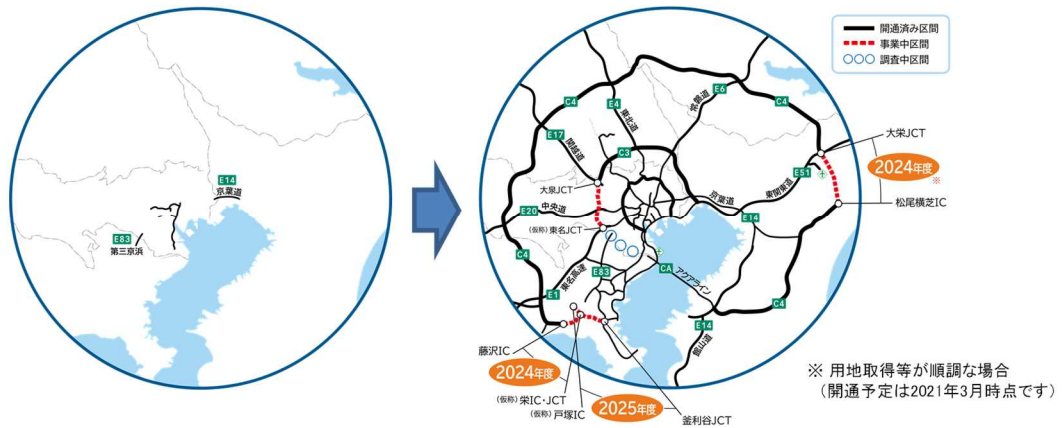 E14
京葉道
E83
第三京浜
開通済み区間
事業中区間
調査中区間
C4
E4
東北道
常磐道
E6
C4
E17
関越道
C3
大栄JCT
2024年度
※
E51
東関東道
大泉JCT
京葉道
E20
中央道
松尾横芝IC
E14
(仮称)東名JCT
C4
東名高速
E83
CA
アクアライン
E1
C4
E14
館山道
藤沢IC
2024年度
(仮称)栄IC・JCT
(仮称)戸塚IC
2025年度
釜利谷JCT
※ 用地取得等が順調な場合
(開通予定は2021年3月時点です)